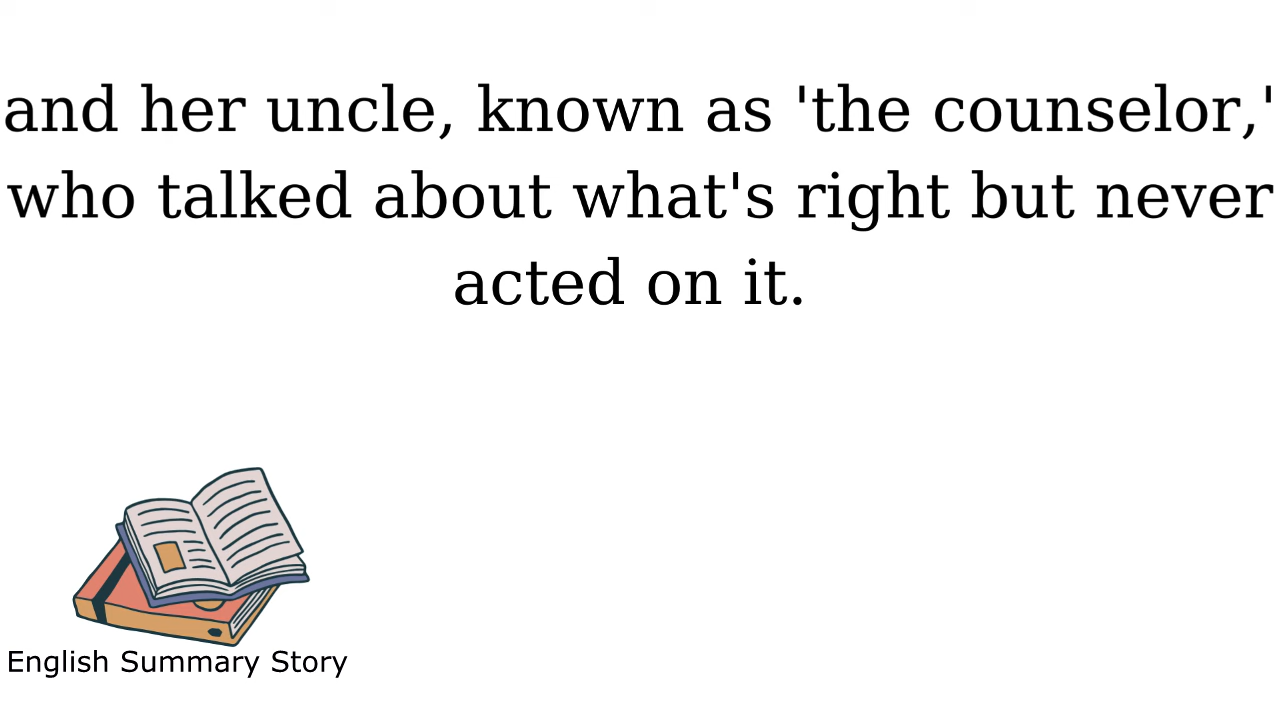 and her uncle, known as 'the counselor,'
who talked about what's right but never
acted on it.
English Summary Story